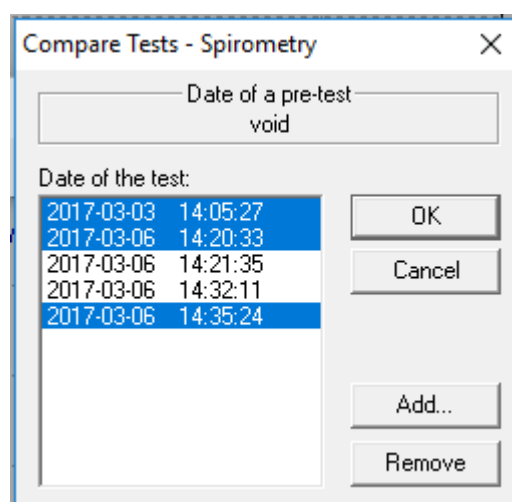 Compare Tests - Spirometry
Date of a pre-test
void
Date of the test:
2017-03-03 14:05:27
2017-03-06 14:20:33
2017-03-06 14:21:35
2017-03-06 14:32:11
2017-03-06 14:35:24
OK
Cancel
Add...
Remove